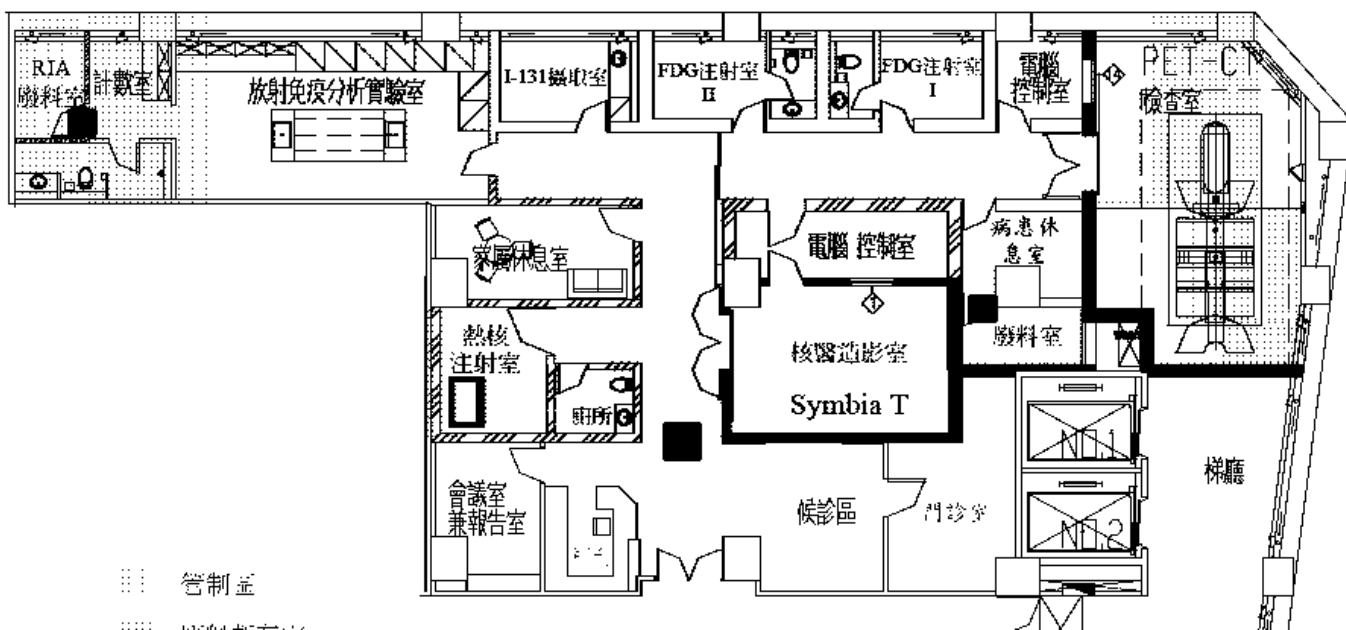 RIA
廢料室
計數室
放射免疫分析實驗室
I-131攝取室
FDG注射室
II
FDG注射室
I
電腦
控制室
PET-CT
檢查室
家屬休息室
電腦 控制室
病患休
息室
熱核
注射室
廁所
核醫造影室
Symbia T
廢料室
NO.1
NO.2
梯廳
會議室
兼報告室
候診區
門診室
管制區